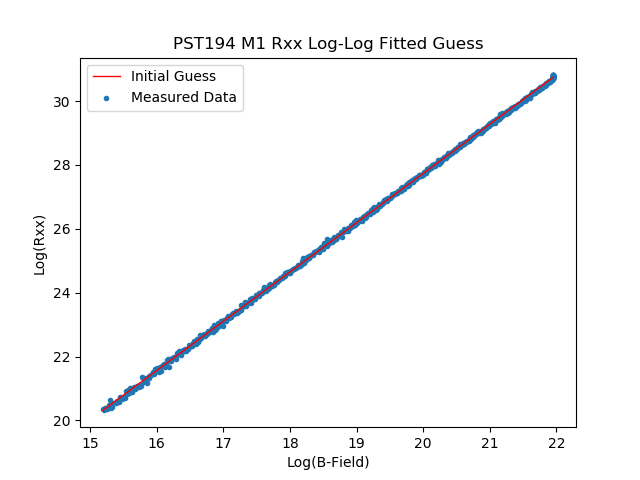 PST194 M1 Rxx Log-Log Fitted Guess
Initial Guess
Measured Data
Log(Rxx)
30
28
26
24
22
20
15 16 17 18 19 20 21 22
Log(B-Field)